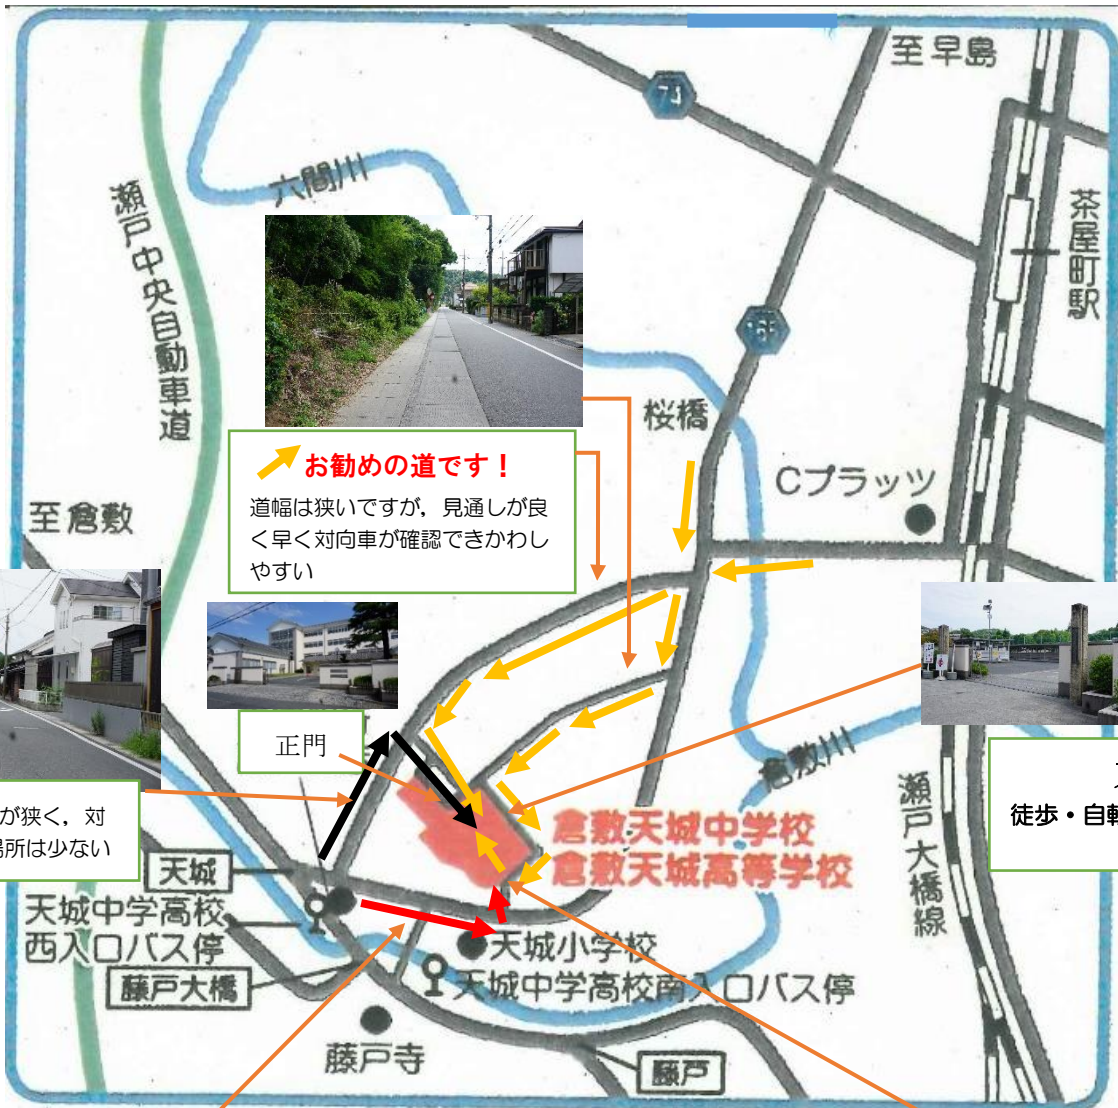 至早島
74
六間川
瀬戸中央自動車道
茶屋町駅
桜橋
Cプラッツ
お勧めの道です！
道幅は狭いですが，見通しが良
く早く対向車が確認できかわし
やすい
至倉敷
正門
が狭く，対
場所は少ない
倉敷川
瀬戸大橋線
徒歩・自転
倉敷天城中学校
倉敷天城高等学校
天城
天城中学高校
西入口バス停
藤戸大橋
天城小学校
天城中学高校南入口バス停
藤戸寺
藤戸